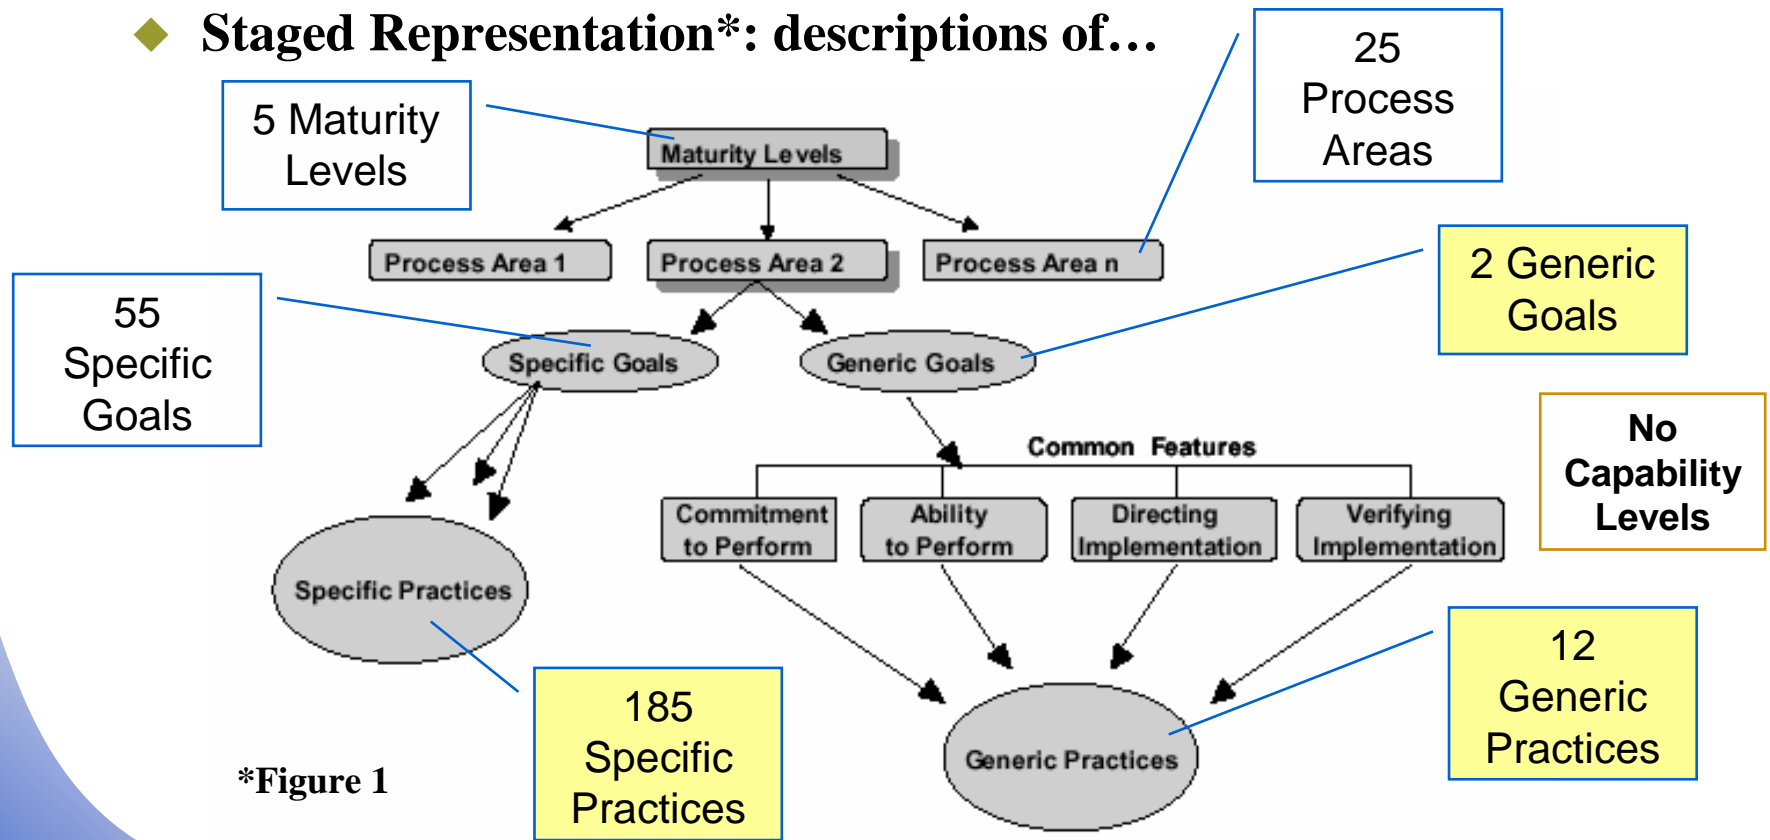 Staged Representation*: descriptions of…
25
Process
Areas
5 Maturity
Levels
Maturity Levels
Process Area 1
Process Area 2
Process Area n
2 Generic
Goals
55
Specific
Goals
Specific Goals
Generic Goals
No
Capability
Levels
Common Features
Commitment
to Perform
Ability
to Perform
Directing
Implementation
Verifying
Implementation
Specific Practices
185
Specific
Practices
Generic Practices
12
Generic
Practices
*Figure 1